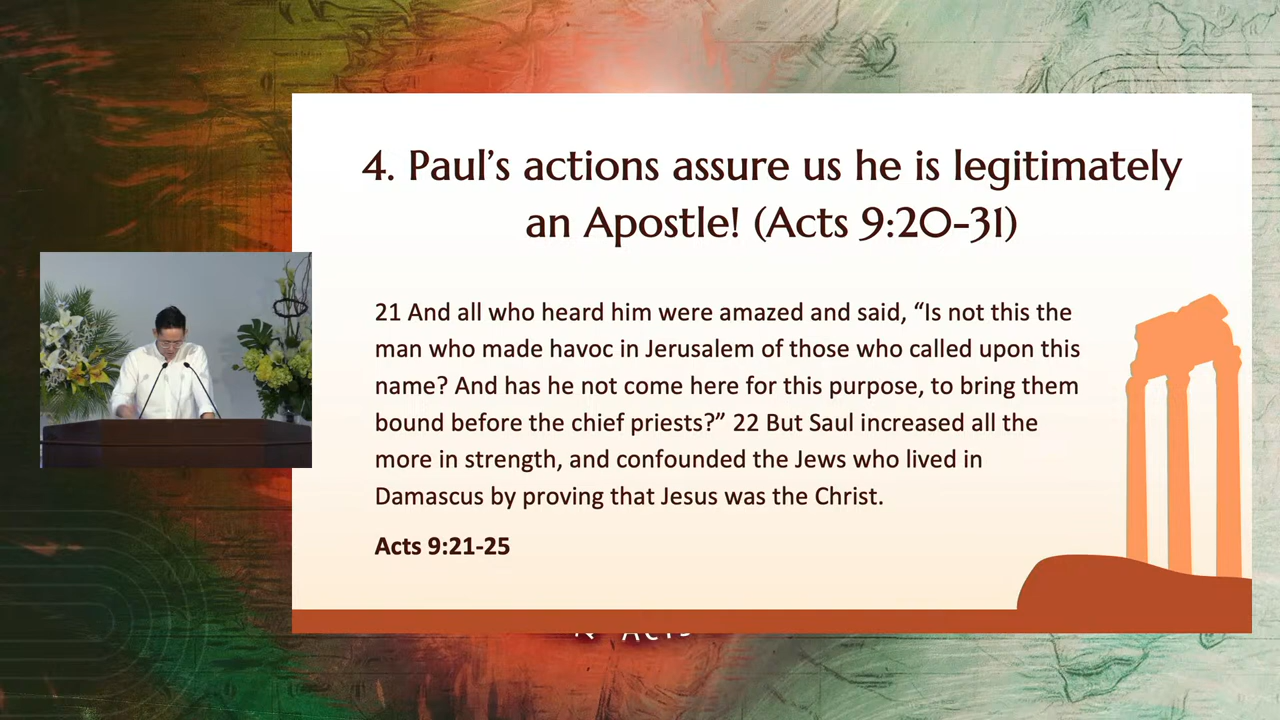 4. Paul’s actions assure us he is legitimately
an Apostle! (Acts 9:20-31)
21 And all who heard him were amazed and said, “Is not this the
man who made havoc in Jerusalem of those who called upon this
name? And has he not come here for this purpose, to bring them
bound before the chief priests?” 22 But Saul increased all the
more in strength, and confounded the Jews who lived in
Damascus by proving that Jesus was the Christ.
Acts 9:21-25
ACTS